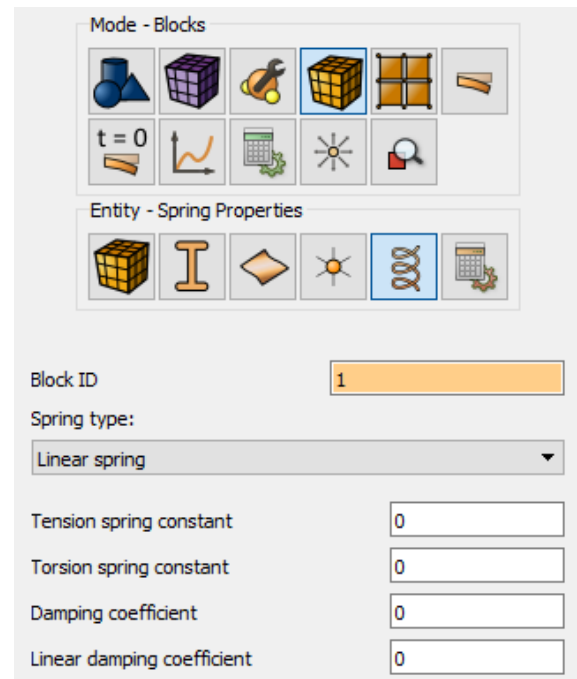 Mode - Blocks
t = 0
Entity - Spring Properties
Block ID 1
Spring type:
Linear spring
Tension spring constant 0
Torsion spring constant 0
Damping coefficient 0
Linear damping coefficient 0